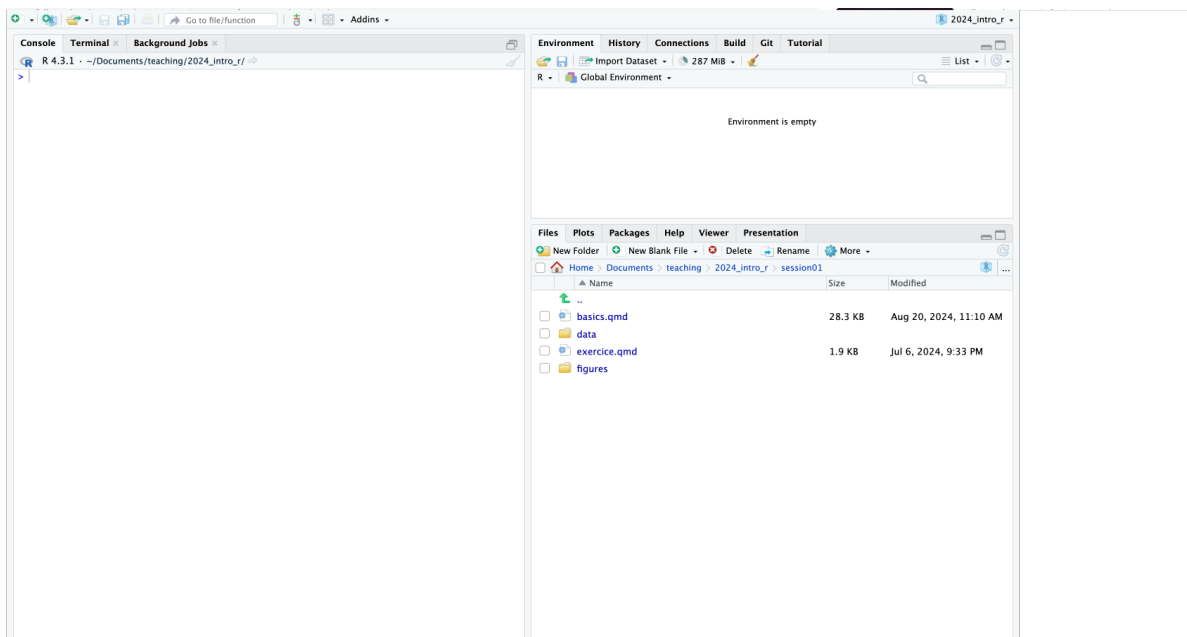 Go to file/function Addins 2024_intro_r
Console Terminal Background Jobs
R 4.3.1 · ~/Documents/teaching/2024_intro_r/
>
Environment History Connections Build Git Tutorial
Import Dataset 287 MiB List
R Global Environment
Environment is empty
Files Plots Packages Help Viewer Presentation
New Folder New Blank File Delete Rename More
Home Documents teaching 2024_intro_r session01 ...
Name Size Modified
..
basics.qmd 28.3 KB Aug 20, 2024, 11:10 AM
data
exercice.qmd 1.9 KB Jul 6, 2024, 9:33 PM
figures